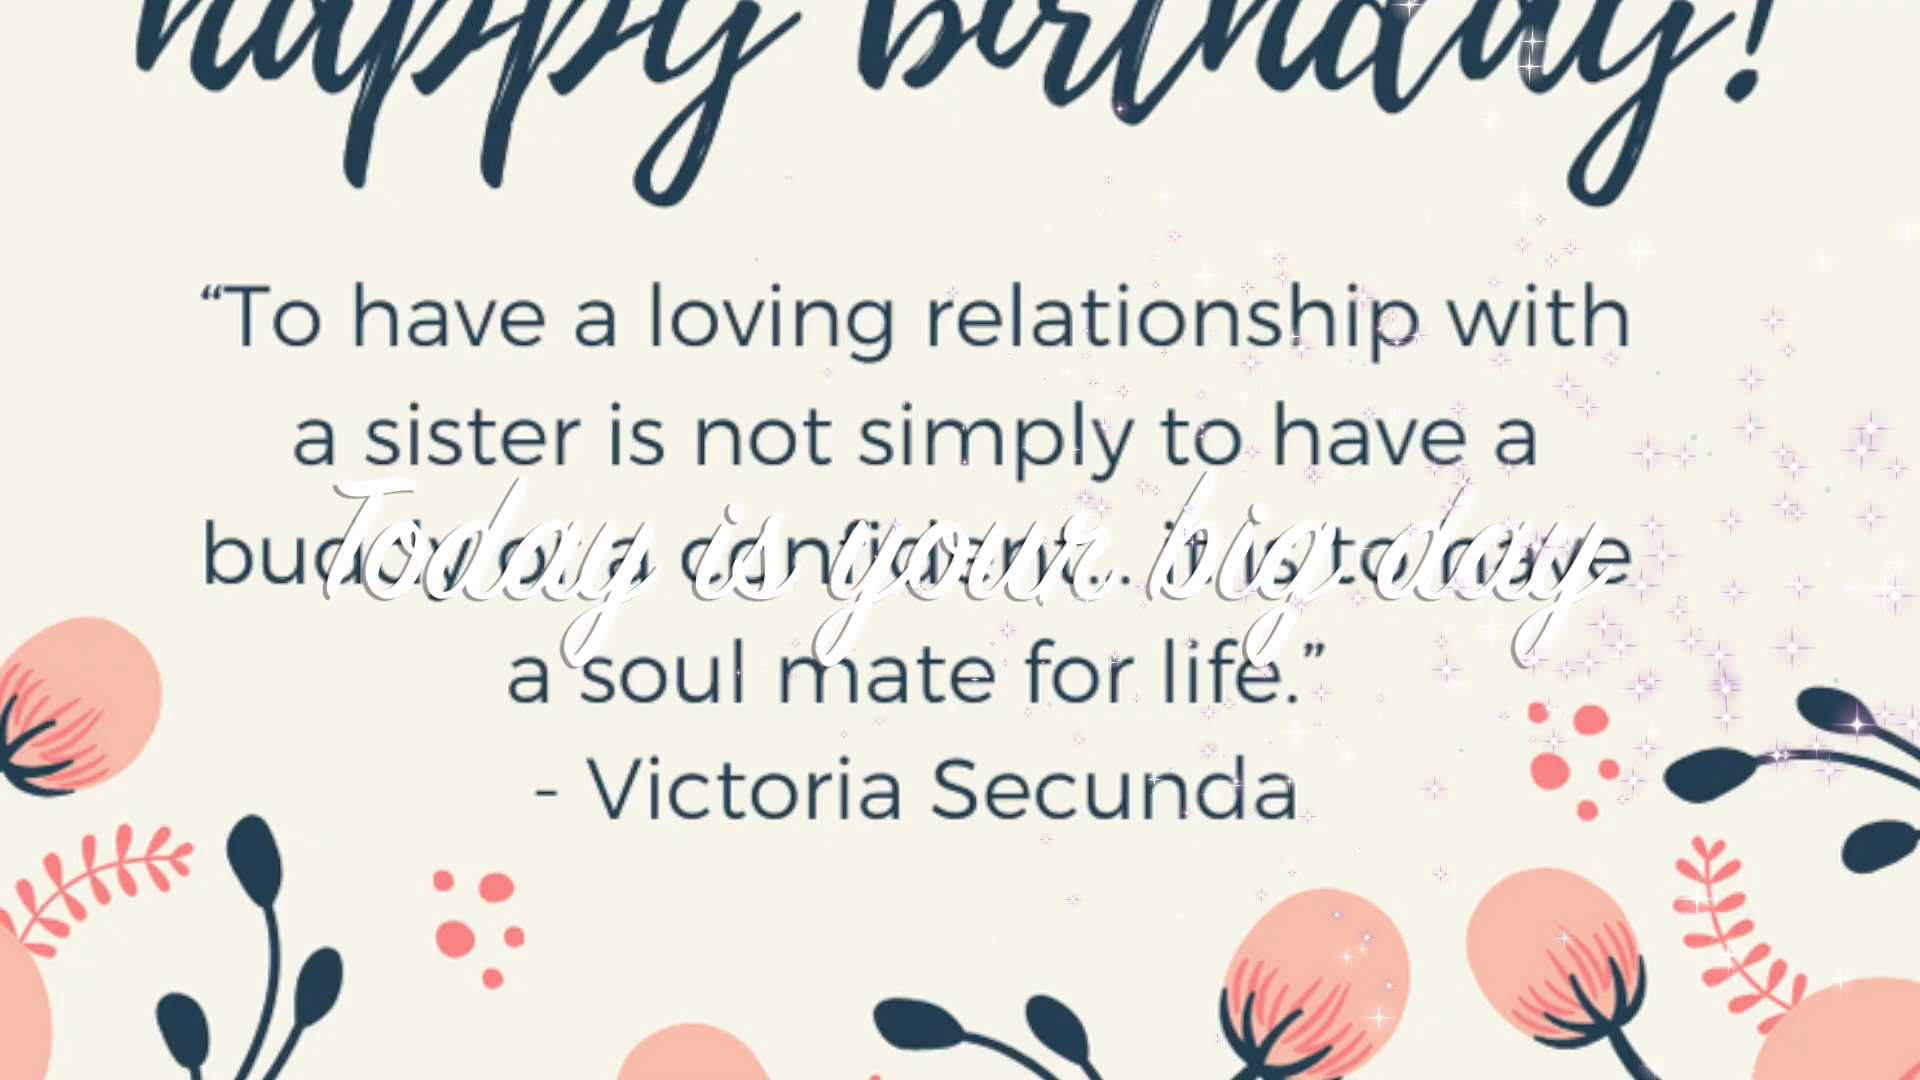 happy birthday!
“To have a loving relationship with
a sister is not simply to have a
buddy or a confidant... it is to have
Today is your big day
a soul mate for life.”
- Victoria Secunda